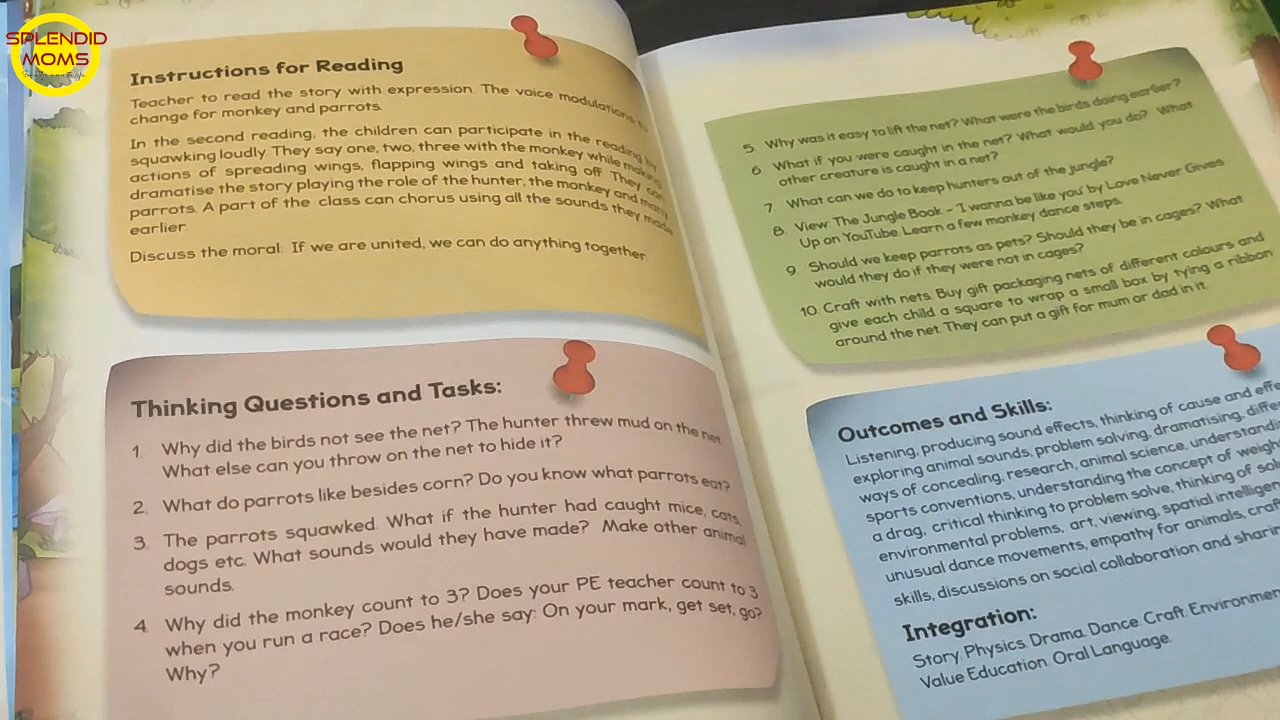 SPLENDID
MOMS
Instructions for Reading
Teacher to read the story with expression. The voice modulations to
change for monkey and parrots.
In the second reading, the children can participate in the reading by
squawking loudly. They say one, two, three with the monkey while making
actions of spreading wings, flapping wings and taking off. They can
dramatise the story playing the role of the hunter, the monkey and many
parrots. A part of the class can chorus using all the sounds they made
earlier.
Discuss the moral: If we are united, we can do anything together.
Thinking Questions and Tasks:
1. Why did the birds not see the net? The hunter threw mud on the net.
What else can you throw on the net to hide it?
2. What do parrots like besides corn? Do you know what parrots eat?
3. The parrots squawked. What if the hunter had caught mice, cats,
dogs etc. What sounds would they have made? Make other animal
sounds.
4. Why did the monkey count to 3? Does your PE teacher count to 3
when you run a race? Does he/she say: On your mark, get set, go?
Why?
5. Why was it easy to lift the net? What were the birds doing earlier?
6. What if you were caught in the net? What would you do? What
other creature is caught in a net?
7. What can we do to keep hunters out of the jungle?
8. View: The Jungle Book - 'I wanna be like you' by Love Never Gives
Up on YouTube. Learn a few monkey dance steps.
9. Should we keep parrots as pets? Should they be in cages? What
would they do if they were not in cages?
10. Craft with nets. Buy gift packaging nets of different colours and
give each child a square to wrap a small box by tying a ribbon
around the net. They can put a gift for mum or dad in it.
Outcomes and Skills:
Listening, producing sound effects, thinking of cause and effe
exploring animal sounds, problem solving, dramatising, differ
ways of concealing, research, animal science, understandi
sports conventions, understanding the concept of weigh
a drag, critical thinking to problem solve, thinking of sol
environmental problems, art, viewing, spatial intelligen
unusual dance movements, empathy for animals, craf
skills, discussions on social collaboration and sharin
Integration:
Story. Physics. Drama. Dance. Craft. Environmen
Value Education. Oral Language.